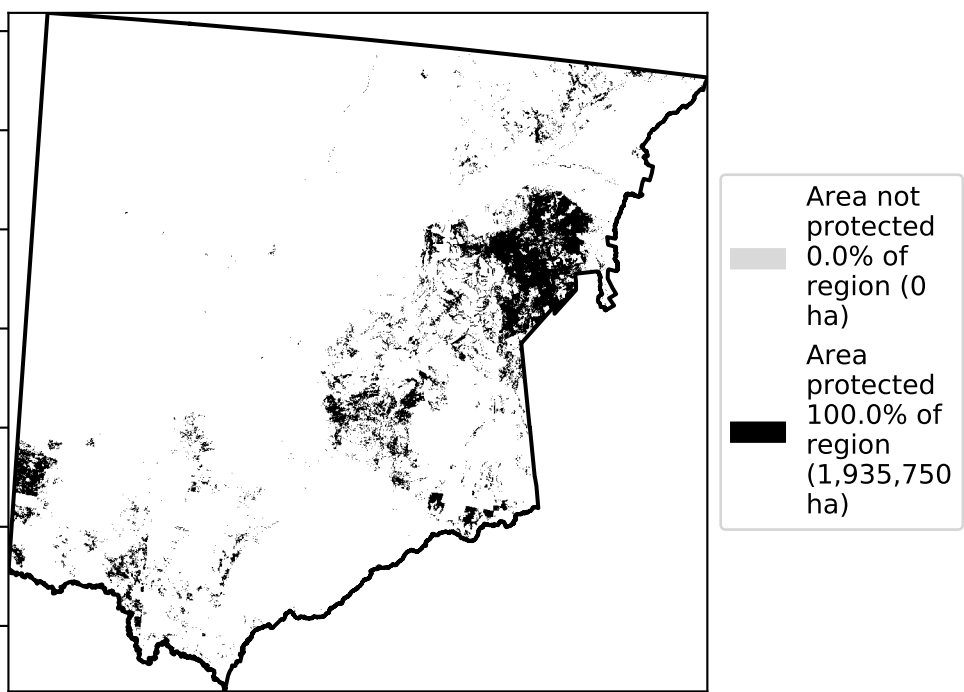 Area not
protected
0.0% of
region (0
ha)
Area
protected
100.0% of
region
(1,935,750
ha)